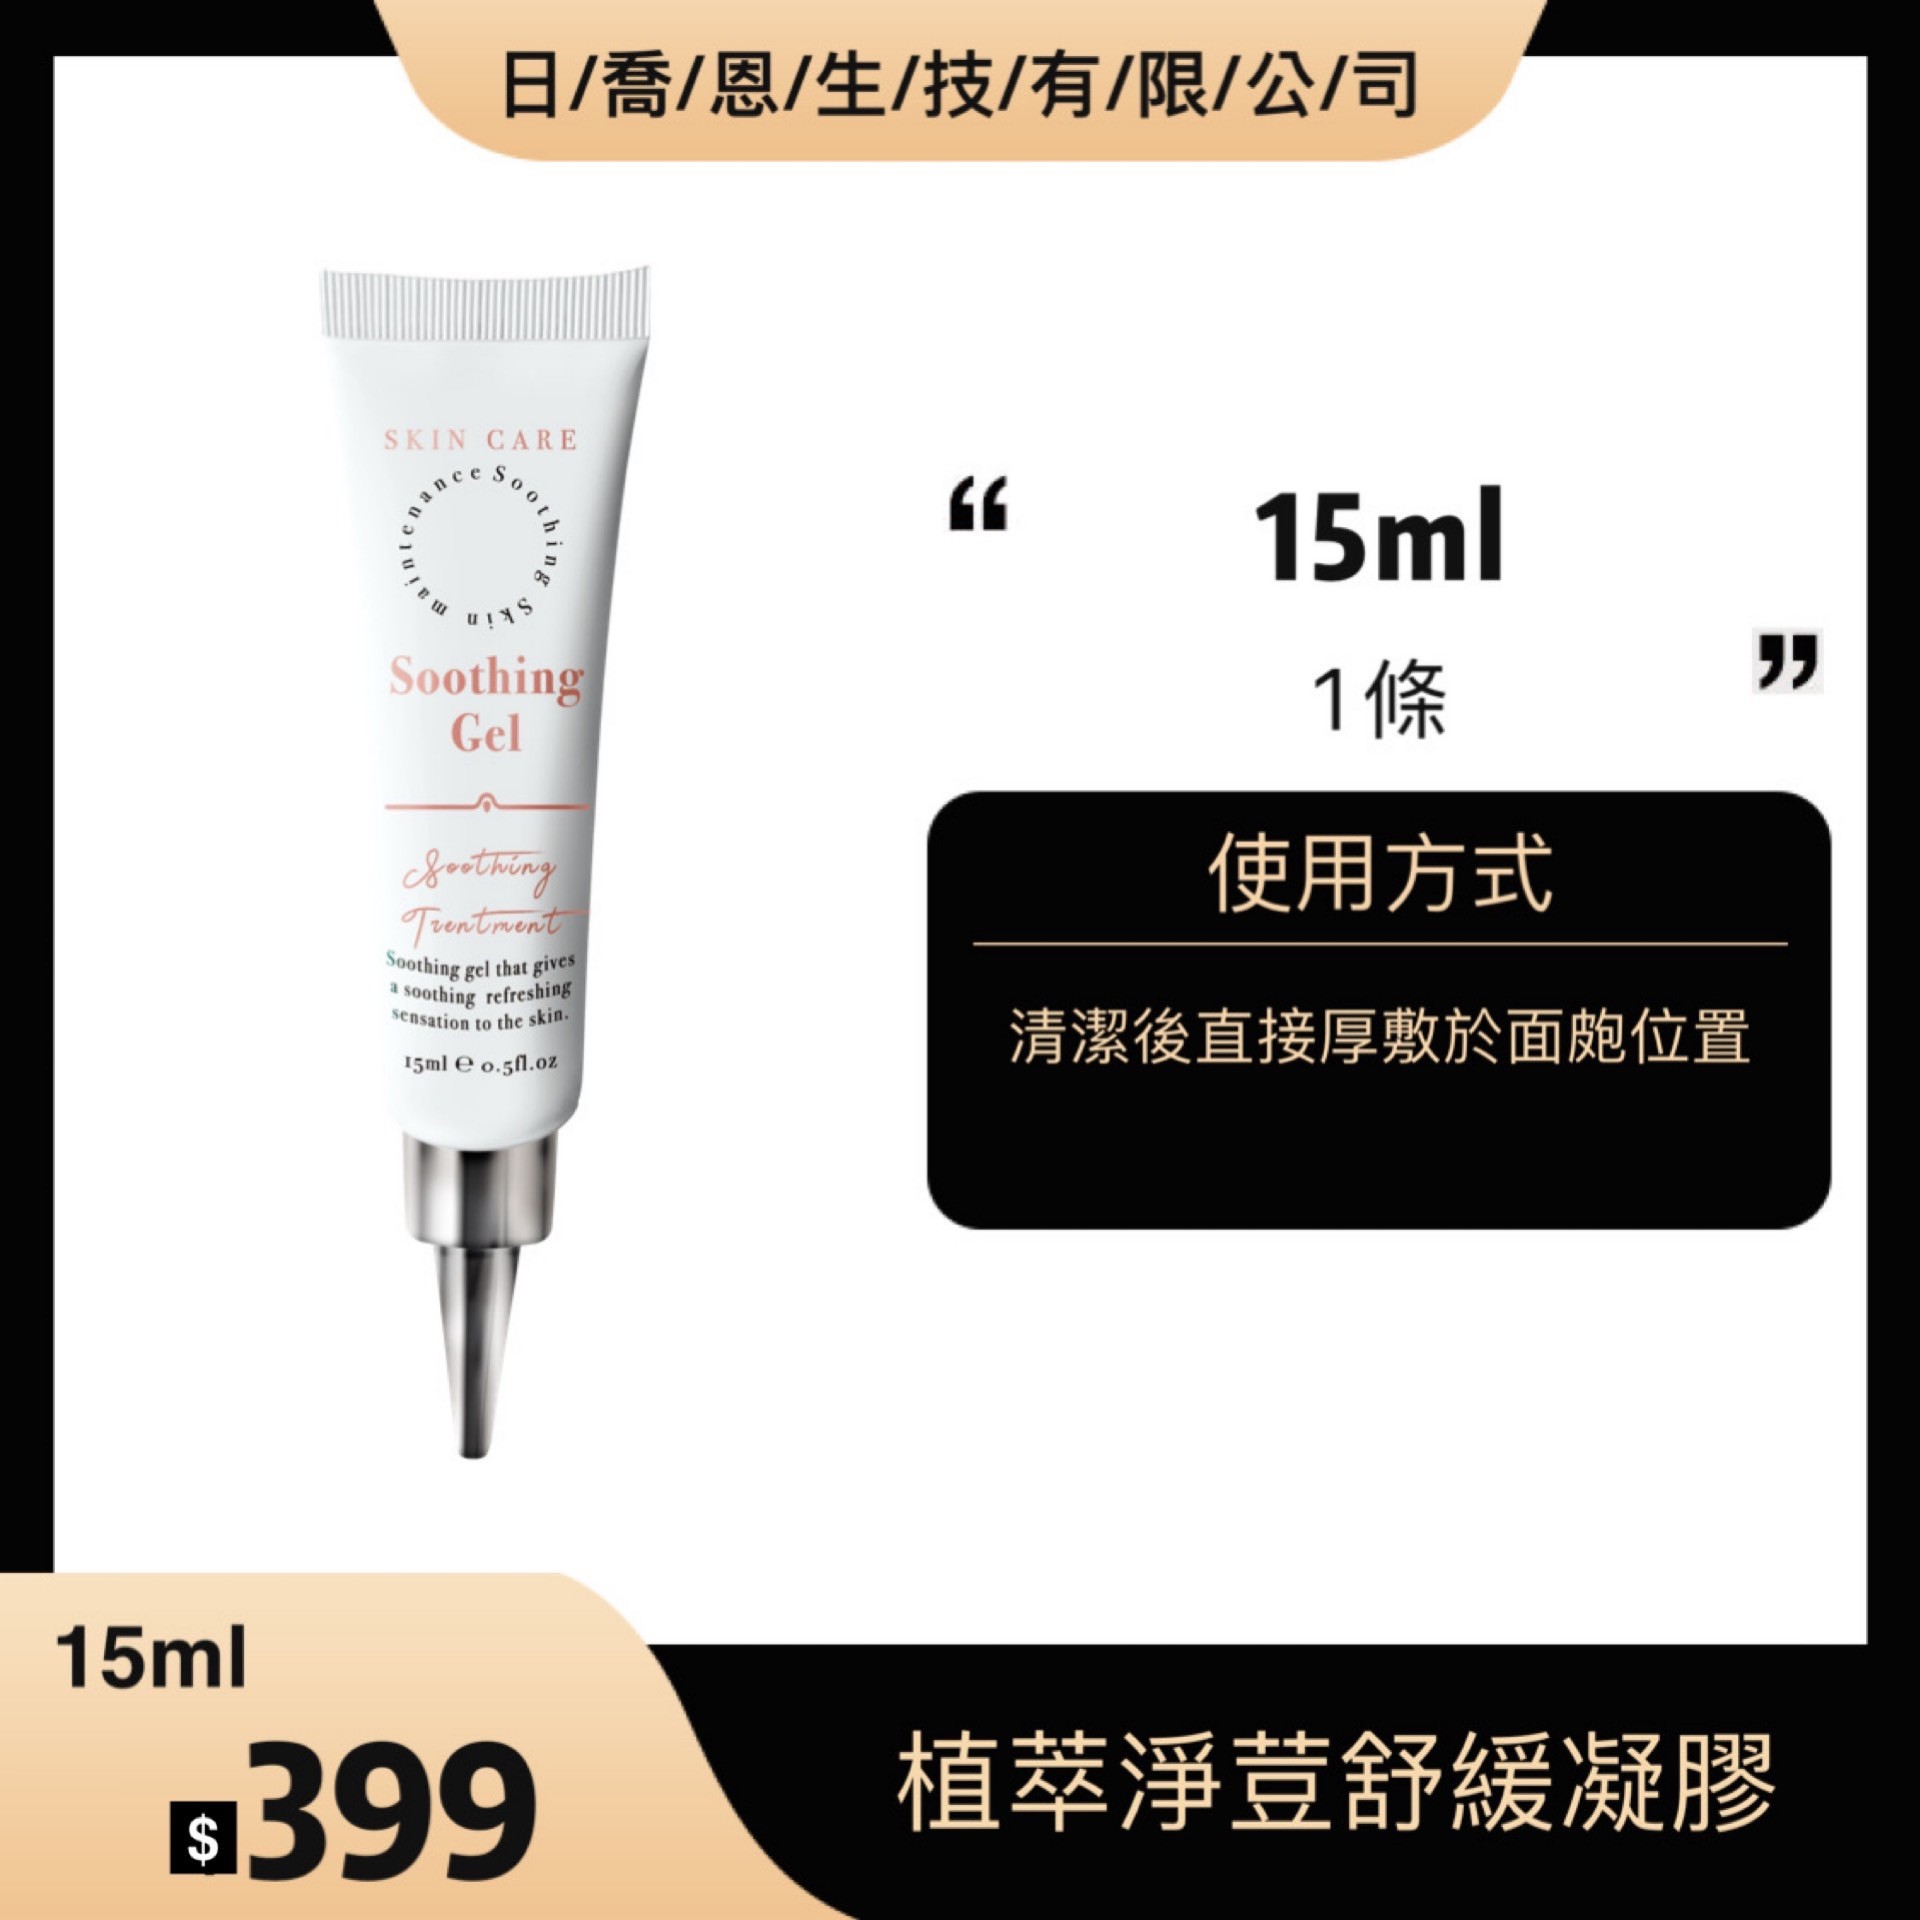 日/喬/恩/生/技/有/限/公/司
SKIN CARE
Soothing Skin maintenance
Soothing
Gel
Soothing
Trentment
Soothing gel that gives
a soothing refreshing
sensation to the skin.
15ml ℮ 0.5fl.oz
“ 15ml
1條 ”
使用方式
清潔後直接厚敷於面皰位置
15ml
$399
植萃淨荳舒緩凝膠